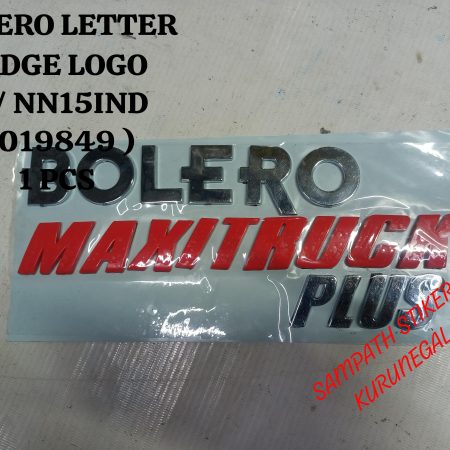 ERO LETTER
DGE LOGO
/ NN15IND
019849 )
1 PCS
BOLERO
MAXITRUCK
PLUS
SAMPATH STIKER
KURUNEGAL